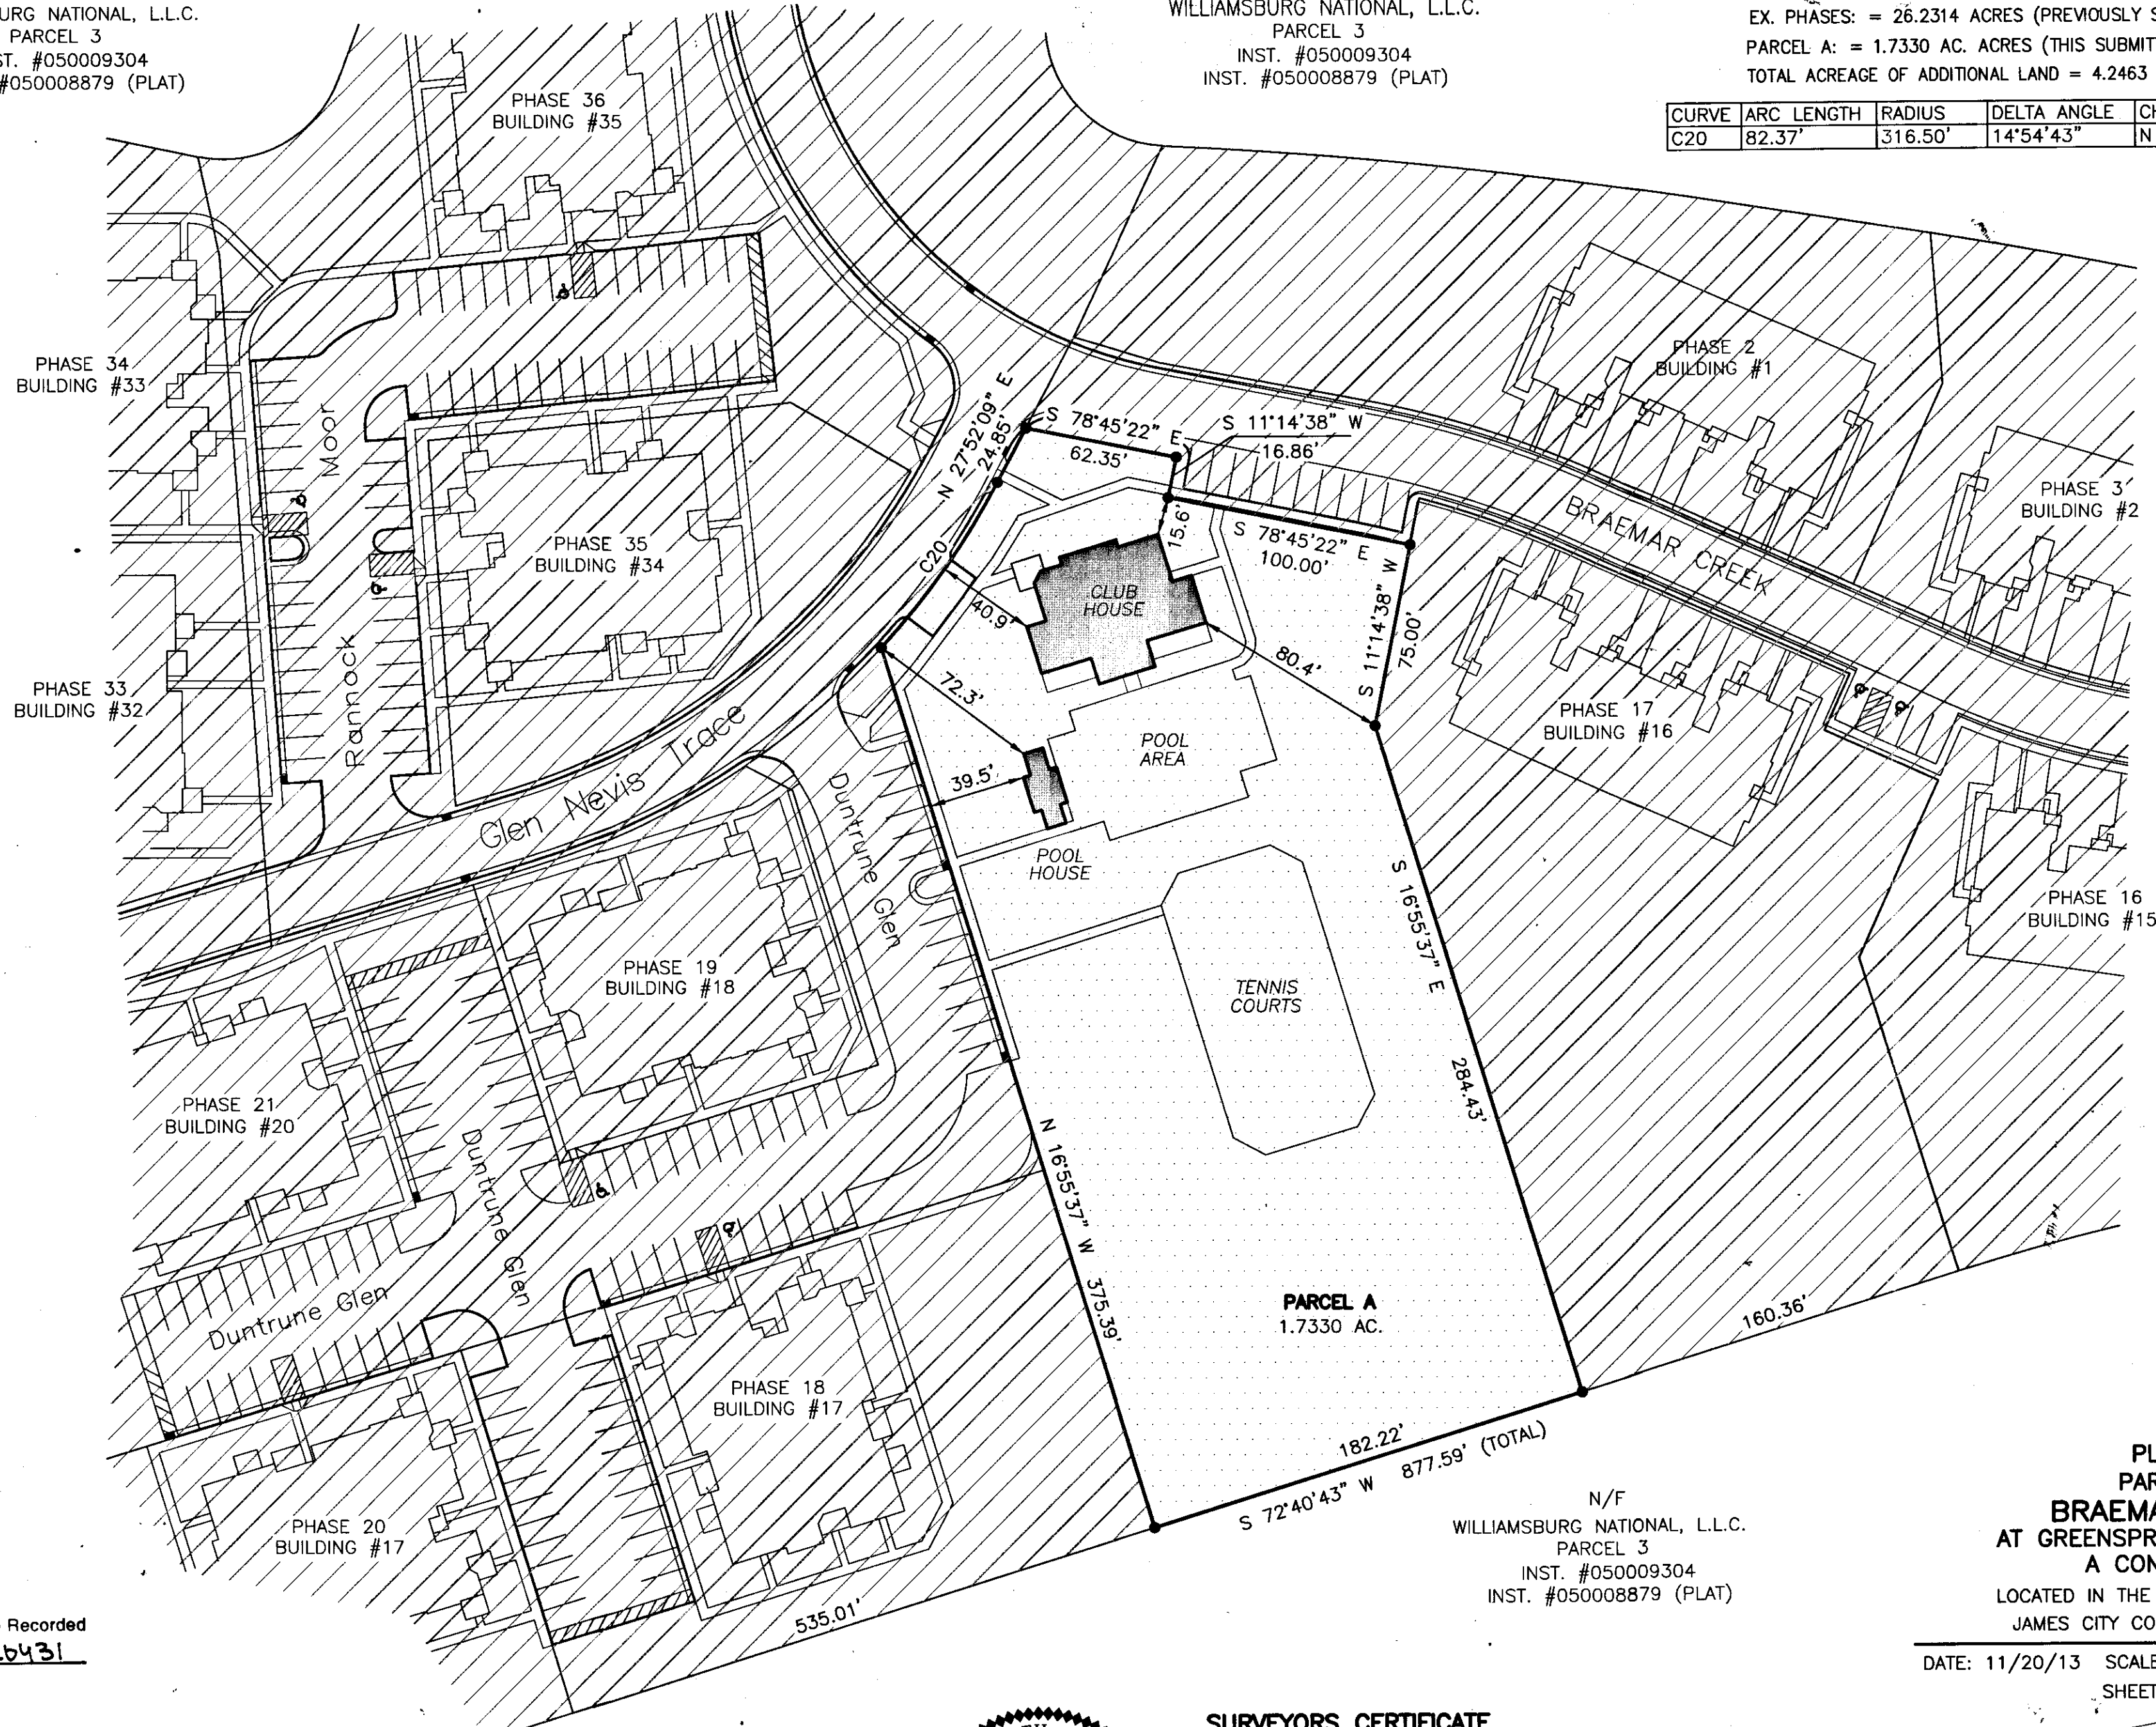 URG NATIONAL, L.L.C.
PARCEL 3
ST. #050009304
#050008879 (PLAT)
WILLIAMSBURG NATIONAL, L.L.C.
PARCEL 3
INST. #050009304
INST. #050008879 (PLAT)
EX. PHASES: = 26.2314 ACRES (PREVIOUSLY S
PARCEL A: = 1.7330 AC. ACRES (THIS SUBMIT
TOTAL ACREAGE OF ADDITIONAL LAND = 4.2463
CURVE ARC LENGTH RADIUS DELTA ANGLE CH
C20 82.37' 316.50' 14°54'43" N
PHASE 36
BUILDING #35
PHASE 34
BUILDING #33
PHASE 2
BUILDING #1
PHASE 3
BUILDING #2
Rannock Moor
PHASE 35
BUILDING #34
N 27°52'09" E
24.85'
S 78°45'22" E
62.35'
S 11°14'38" W
16.86'
BRAEMAR CREEK
C20
15.6'
S 78°45'22" E
100.00'
CLUB
HOUSE
40.9'
S 11°14'38" W
75.00'
80.4'
72.3'
PHASE 33
BUILDING #32
PHASE 17
BUILDING #16
Glen Nevis Trace
POOL
AREA
39.5'
Duntrune Glen
POOL
HOUSE
PHASE 16
BUILDING #15
S 16°55'37" E
284.43'
PHASE 19
BUILDING #18
TENNIS
COURTS
PHASE 21
BUILDING #20
Duntrune Glen
N 16°55'37" W
375.39'
Duntrune Glen
PARCEL A
1.7330 AC.
160.36'
PHASE 18
BUILDING #17
182.22'
S 72°40'43" W 877.59' (TOTAL)
PHASE 20
BUILDING #17
535.01'
N/F
WILLIAMSBURG NATIONAL, L.L.C.
PARCEL 3
INST. #050009304
INST. #050008879 (PLAT)
PL
PAR
BRAEMA
AT GREENSPR
A CON
LOCATED IN THE
JAMES CITY CO
DATE: 11/20/13 SCALE
SHEET
Recorded
6431
SURVEYORS CERTIFICATE